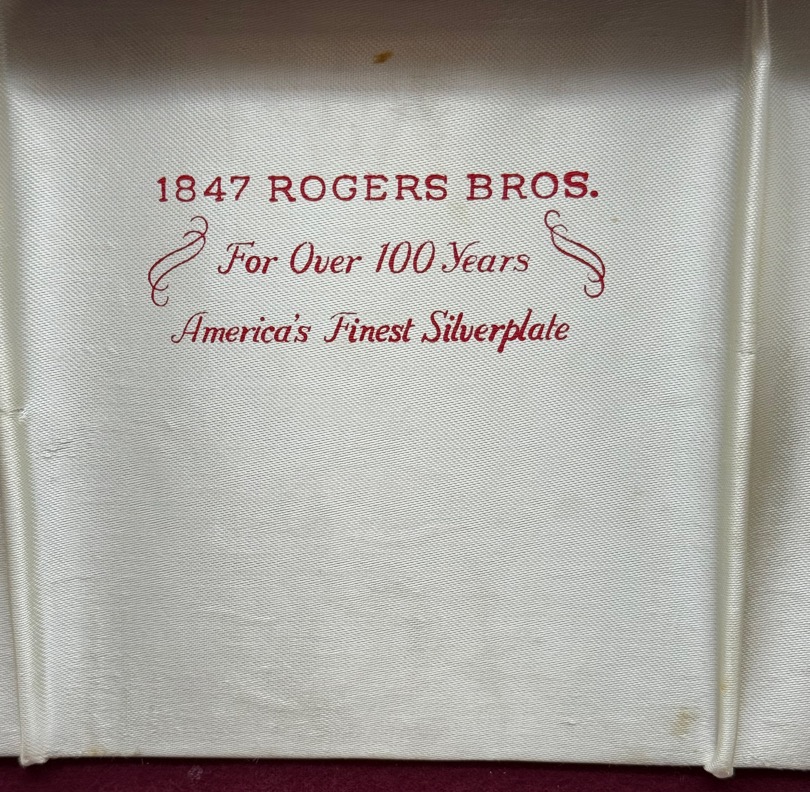 1847 ROGERS BROS.
For Over 100 Years
America's Finest Silverplate